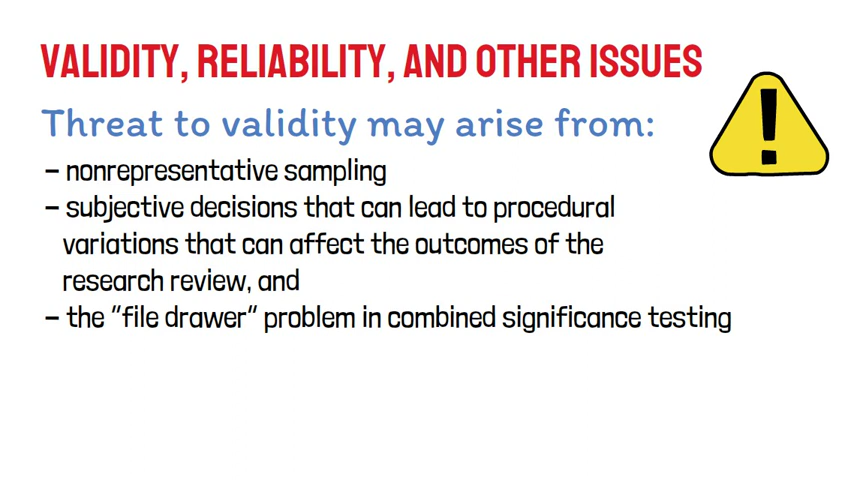 VALIDITY, RELIABILITY, AND OTHER ISSUES
Threat to validity may arise from:
– nonrepresentative sampling
– subjective decisions that can lead to procedural
variations that can affect the outcomes of the
research review, and
– the “file drawer” problem in combined significance testing
!